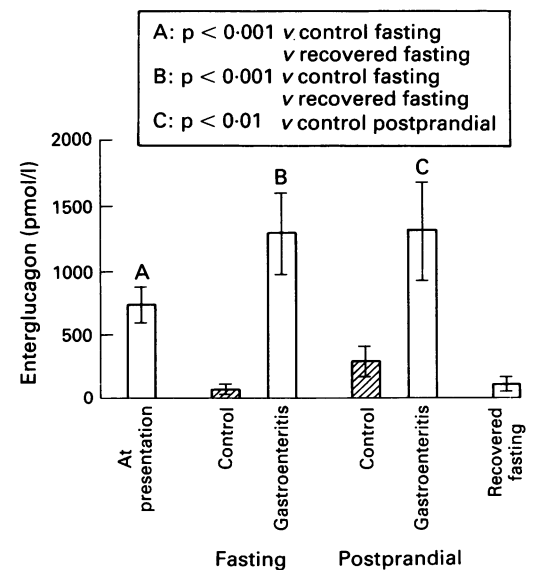 A: p < 0·001 v control fasting
v recovered fasting
B: p < 0·001 v control fasting
v recovered fasting
C: p < 0·01 v control postprandial
Enterglucagon (pmol/l)
2000
1500
1000
500
0
A
B
C
At
presentation
Control
Gastroenteritis
Control
Gastroenteritis
Recovered
fasting
Fasting
Postprandial